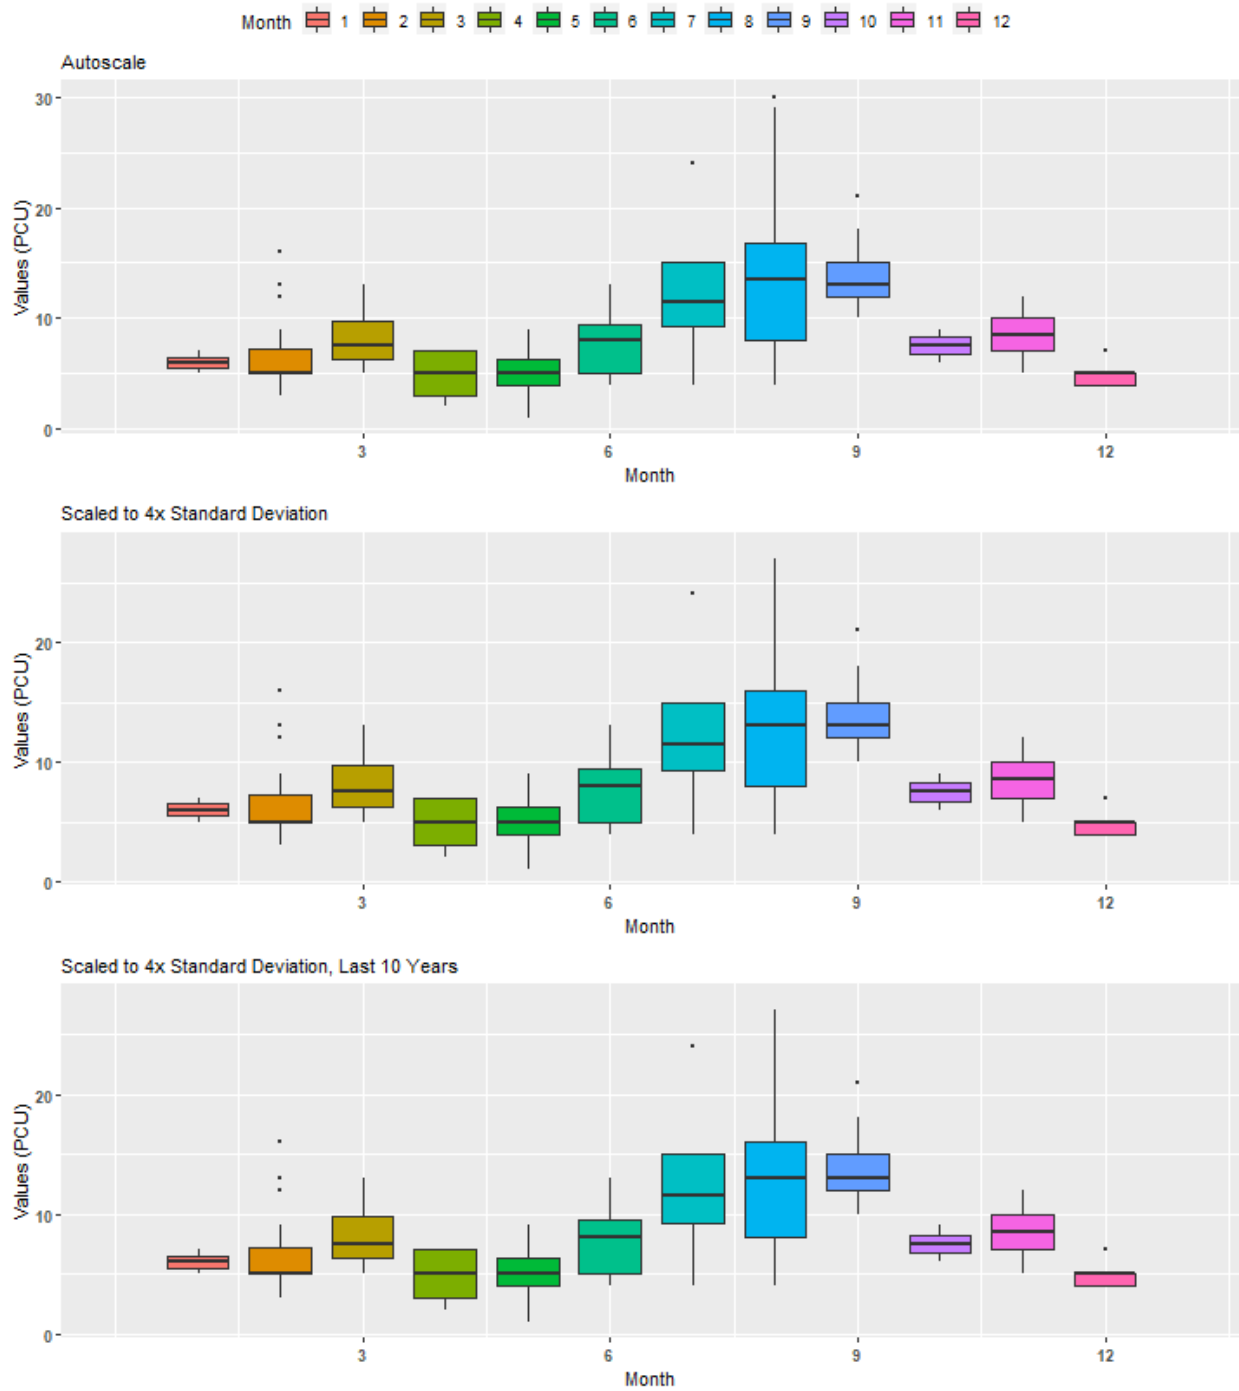 Month 1 2 3 4 5 6 7 8 9 10 11 12
Autoscale
Values (PCU)
30
20
10
0
3 6 9 12
Month
Scaled to 4x Standard Deviation
Values (PCU)
20
10
0
3 6 9 12
Month
Scaled to 4x Standard Deviation, Last 10 Years
Values (PCU)
20
10
0
3 6 9 12
Month